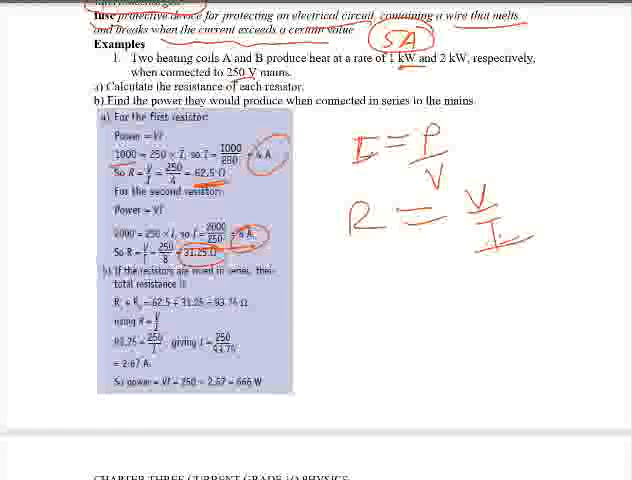 fuse protective device for protecting an electrical circuit, containing a wire that melts
and breaks when the current exceeds a certain value
5A
Examples
1. Two heating coils A and B produce heat at a rate of 1 kW and 2 kW, respectively,
when connected to 250 V mains.
a) Calculate the resistance of each resistor.
b) Find the power they would produce when connected in series to the mains.
a) For the first resistor:
Power = VI
1000 = 250 × I, so I = 1000/250 = 4 A
So R = V/I = 250/4 = 62.5 Ω
For the second resistor:
Power = VI
2000 = 250 × I, so I = 2000/250 = 8 A
So R = V/I = 250/8 = 31.25 Ω
b) If the resistors are used in series, their
total resistance is
= 62.5 + 31.25 = 93.75 Ω
using R = V/I
93.75 = 250/I giving I = 250/93.75
= 2.67 A.
So power = VI = 250 × 2.67 = 666 W
I = P/V
R = V/I
CHAPTER THREE CURRENT GRADE 10 PHYSICS